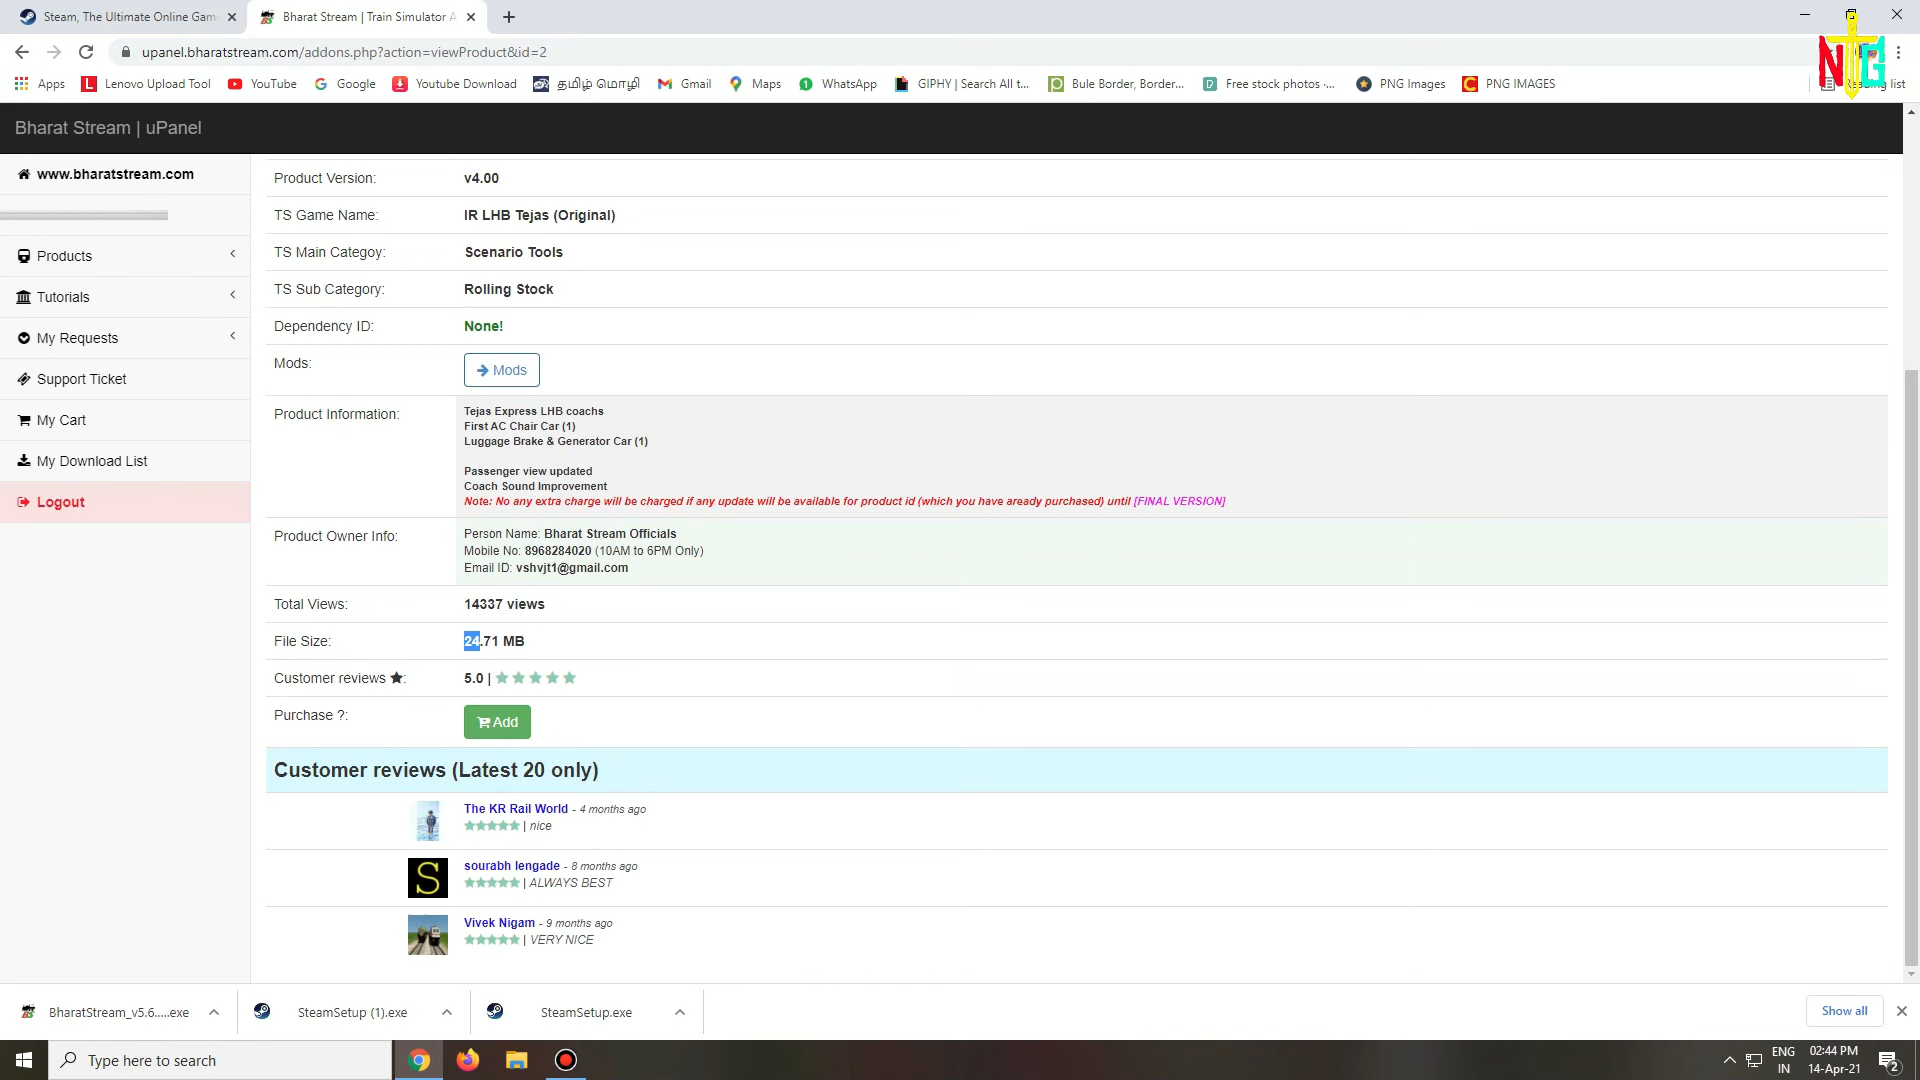 Steam, The Ultimate Online Gam
Bharat Stream | Train Simulator A
upanel.bharatstream.com/addons.php?action=viewProduct&id=2
NTG
Apps
Lenovo Upload Tool
YouTube
Google
Youtube Download
தமிழ் மொழி
Gmail
Maps
WhatsApp
GIPHY | Search All t...
Bule Border, Border...
Free stock photos ·...
PNG Images
PNG IMAGES
Reading list
Bharat Stream | uPanel
www.bharatstream.com
Products
Tutorials
My Requests
Support Ticket
My Cart
My Download List
Logout
Product Version: v4.00
TS Game Name: IR LHB Tejas (Original)
TS Main Categoy: Scenario Tools
TS Sub Category: Rolling Stock
Dependency ID: None!
Mods: Mods
Product Information: Tejas Express LHB coachs
First AC Chair Car (1)
Luggage Brake & Generator Car (1)
Passenger view updated
Coach Sound Improvement
Note: No any extra charge will be charged if any update will be available for product id (which you have aready purchased) until [FINAL VERSION]
Product Owner Info: Person Name: Bharat Stream Officials
Mobile No: 8968284020 (10AM to 6PM Only)
Email ID: vshvjt1@gmail.com
Total Views: 14337 views
File Size: 24.71 MB
Customer reviews ★: 5.0 | ★★★★★
Purchase ?: Add
Customer reviews (Latest 20 only)
The KR Rail World - 4 months ago
★★★★★ | nice
S
sourabh lengade - 8 months ago
★★★★★ | ALWAYS BEST
Vivek Nigam - 9 months ago
★★★★★ | VERY NICE
BharatStream_v5.6.....exe
SteamSetup (1).exe
SteamSetup.exe
Show all
Type here to search
ENG
IN
02:44 PM
14-Apr-21
2